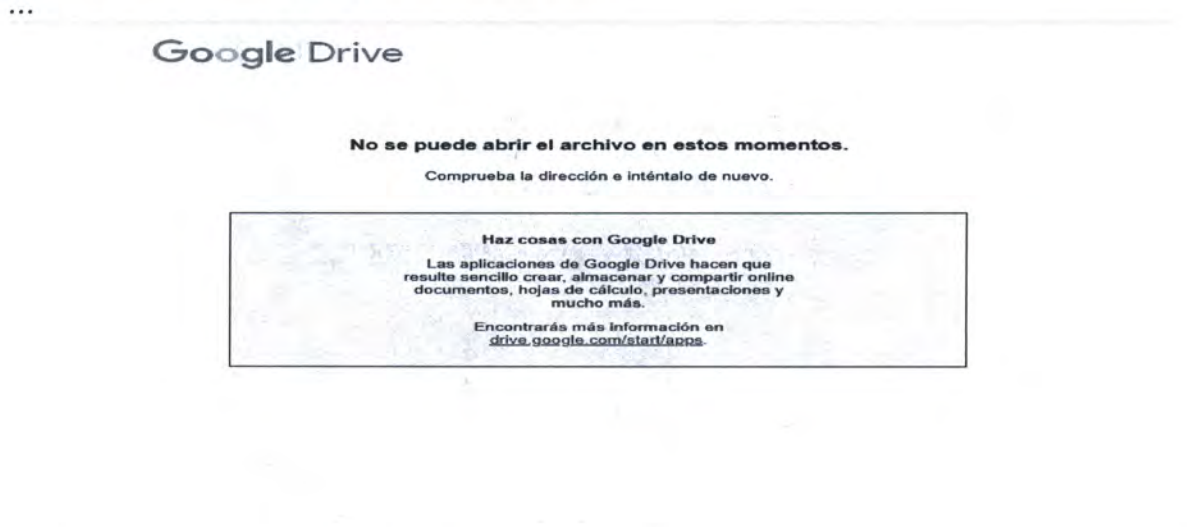 ...
Google Drive
No se puede abrir el archivo en estos momentos.
Comprueba la dirección e inténtalo de nuevo.
Haz cosas con Google Drive
Las aplicaciones de Google Drive hacen que
resulte sencillo crear, almacenar y compartir online
documentos, hojas de cálculo, presentaciones y
mucho más.
Encontrarás más información en
drive.google.com/start/apps.